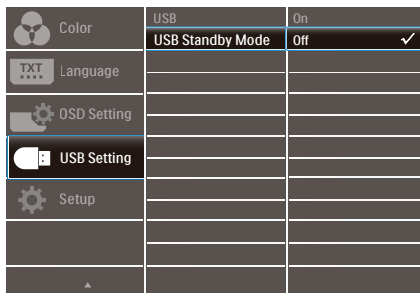 Color
TXT
Language
OSD Setting
USB Setting
Setup
USB
USB Standby Mode
On
Off